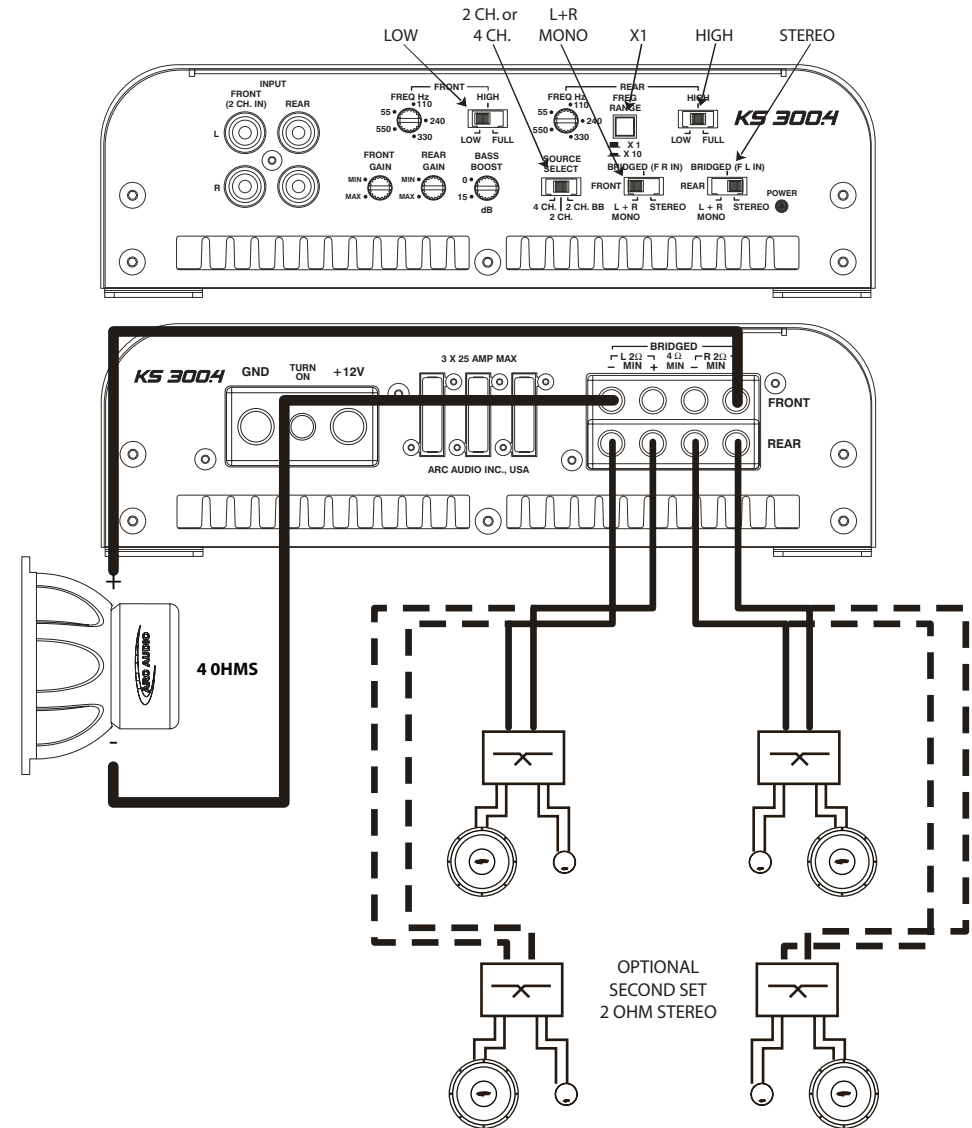 2 CH. or
4 CH.
L+R
MONO
LOW
X1
HIGH
STEREO
INPUT
FRONT
(2 CH. IN)
REAR
L
R
FRONT
FREQ Hz
110
55
240
550
330
HIGH
LOW
FULL
REAR
FREQ Hz
110
55
240
550
330
FREG
RANGE
X 1
X 10
HIGH
LOW
FULL
KS 300.4
FRONT
GAIN
MIN
MAX
REAR
GAIN
MIN
MAX
BASS
BOOST
0
15
dB
SOURCE
SELECT
4 CH.
2 CH.
2 CH. BB
BRIDGED (F R IN)
FRONT
L + R
MONO
STEREO
BRIDGED (F L IN)
REAR
L + R
MONO
STEREO
POWER
KS 300.4
GND
TURN
ON
+12V
3 X 25 AMP MAX
ARC AUDIO INC., USA
BRIDGED
L 2Ω
MIN
4 Ω
MIN
R 2Ω
MIN
– + –
FRONT
REAR
+
ARC AUDIO
4 0HMS
-
OPTIONAL
SECOND SET
2 OHM STEREO